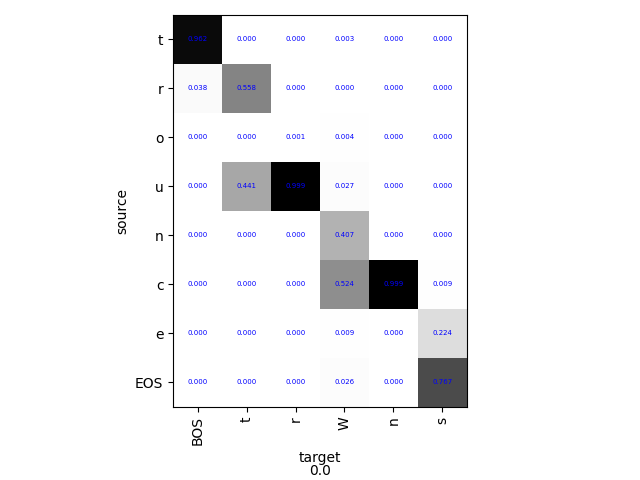 t 0.000 0.000 0.003 0.000 0.000
r 0.038 0.558 0.000 0.000 0.000 0.000
o 0.000 0.000 0.001 0.004 0.000 0.000
u 0.000 0.441 0.027 0.000 0.000
n 0.000 0.000 0.000 0.407 0.000 0.000
c 0.000 0.000 0.000 0.524 0.009
e 0.000 0.000 0.000 0.009 0.000 0.224
EOS 0.000 0.000 0.000 0.026 0.000 0.767
source
BOS t r W n s
target
0.0